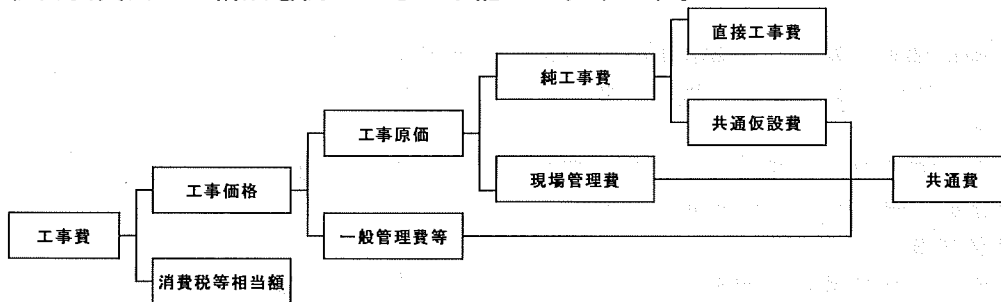 直接工事費
純工事費
共通仮設費
工事原価
現場管理費
共通費
工事価格
工事費
一般管理費等
消費税等相当額